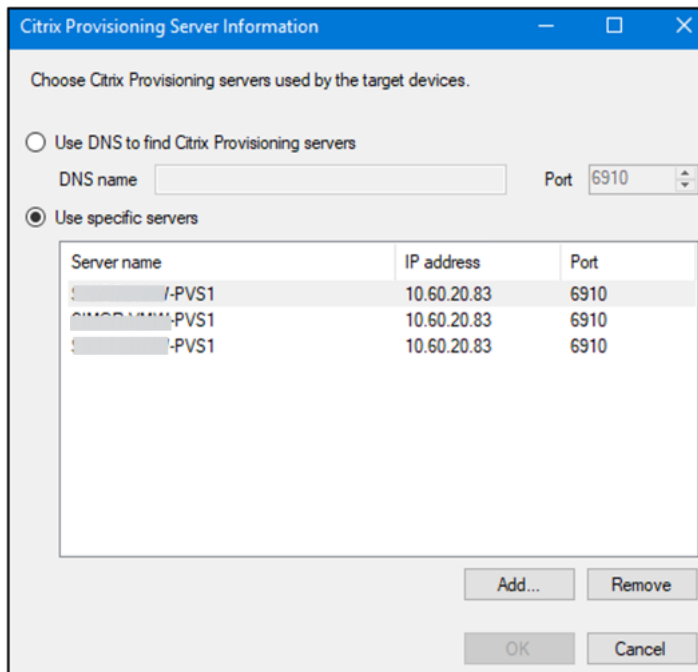 Citrix Provisioning Server Information
Choose Citrix Provisioning servers used by the target devices.
Use DNS to find Citrix Provisioning servers
DNS name Port 6910
Use specific servers
Server name IP address Port
-PVS1 10.60.20.83 6910
-PVS1 10.60.20.83 6910
-PVS1 10.60.20.83 6910
Add... Remove
OK Cancel